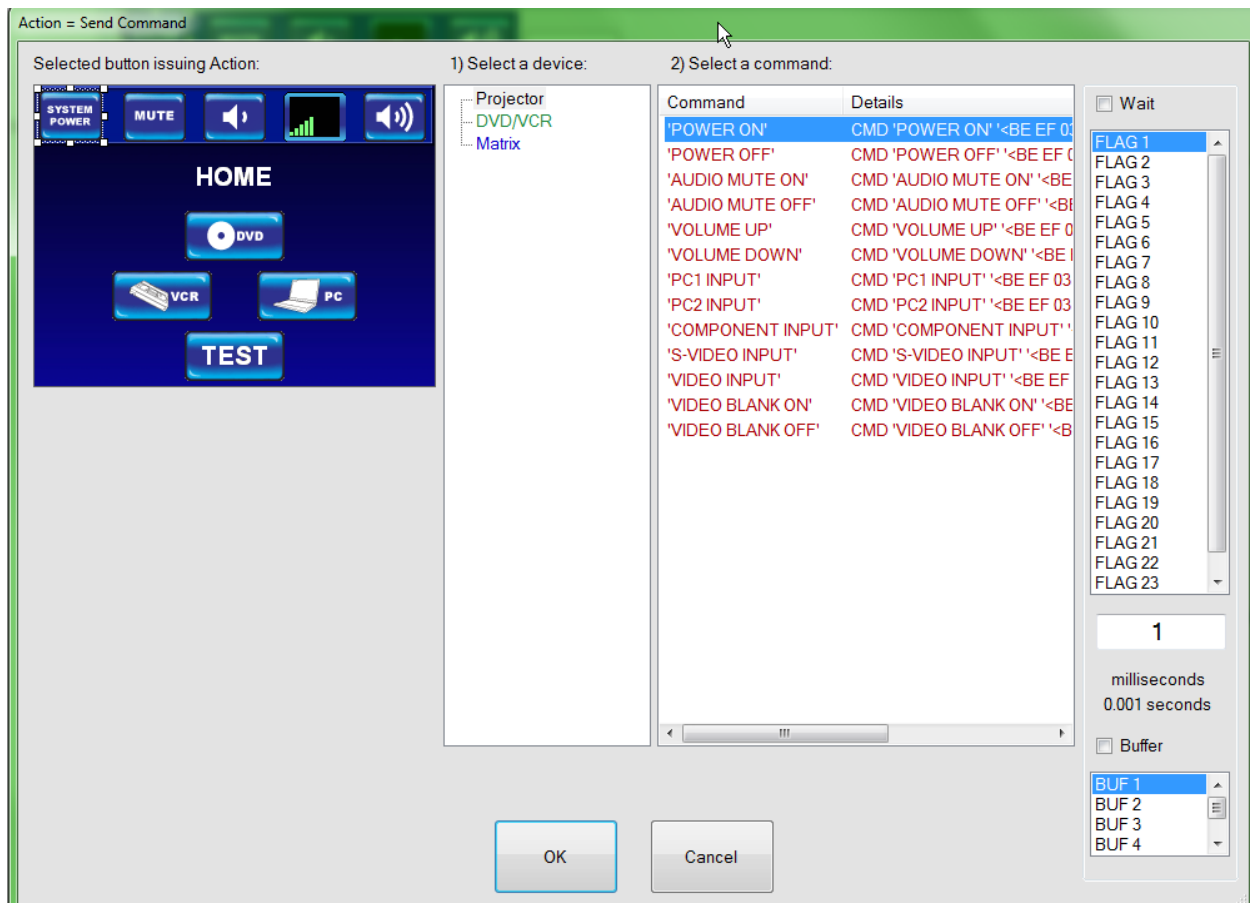 Action = Send Command
Selected button issuing Action:
SYSTEM
POWER
MUTE
HOME
DVD
VCR
PC
TEST
1) Select a device:
Projector
DVD/VCR
Matrix
2) Select a command:
Command Details
'POWER ON' CMD 'POWER ON' '<BE EF 03
'POWER OFF' CMD 'POWER OFF' '<BE EF
'AUDIO MUTE ON' CMD 'AUDIO MUTE ON' '<BE
'AUDIO MUTE OFF' CMD 'AUDIO MUTE OFF' '<BE
'VOLUME UP' CMD 'VOLUME UP' '<BE EF 0
'VOLUME DOWN' CMD 'VOLUME DOWN' '<BE
'PC1 INPUT' CMD 'PC1 INPUT' '<BE EF 03
'PC2 INPUT' CMD 'PC2 INPUT' '<BE EF 03
'COMPONENT INPUT' CMD 'COMPONENT INPUT' '
'S-VIDEO INPUT' CMD 'S-VIDEO INPUT' '<BE E
'VIDEO INPUT' CMD 'VIDEO INPUT' '<BE EF
'VIDEO BLANK ON' CMD 'VIDEO BLANK ON' '<BE
'VIDEO BLANK OFF' CMD 'VIDEO BLANK OFF' '<B
Wait
FLAG 1
FLAG 2
FLAG 3
FLAG 4
FLAG 5
FLAG 6
FLAG 7
FLAG 8
FLAG 9
FLAG 10
FLAG 11
FLAG 12
FLAG 13
FLAG 14
FLAG 15
FLAG 16
FLAG 17
FLAG 18
FLAG 19
FLAG 20
FLAG 21
FLAG 22
FLAG 23
1
milliseconds
0.001 seconds
Buffer
BUF 1
BUF 2
BUF 3
BUF 4
OK
Cancel